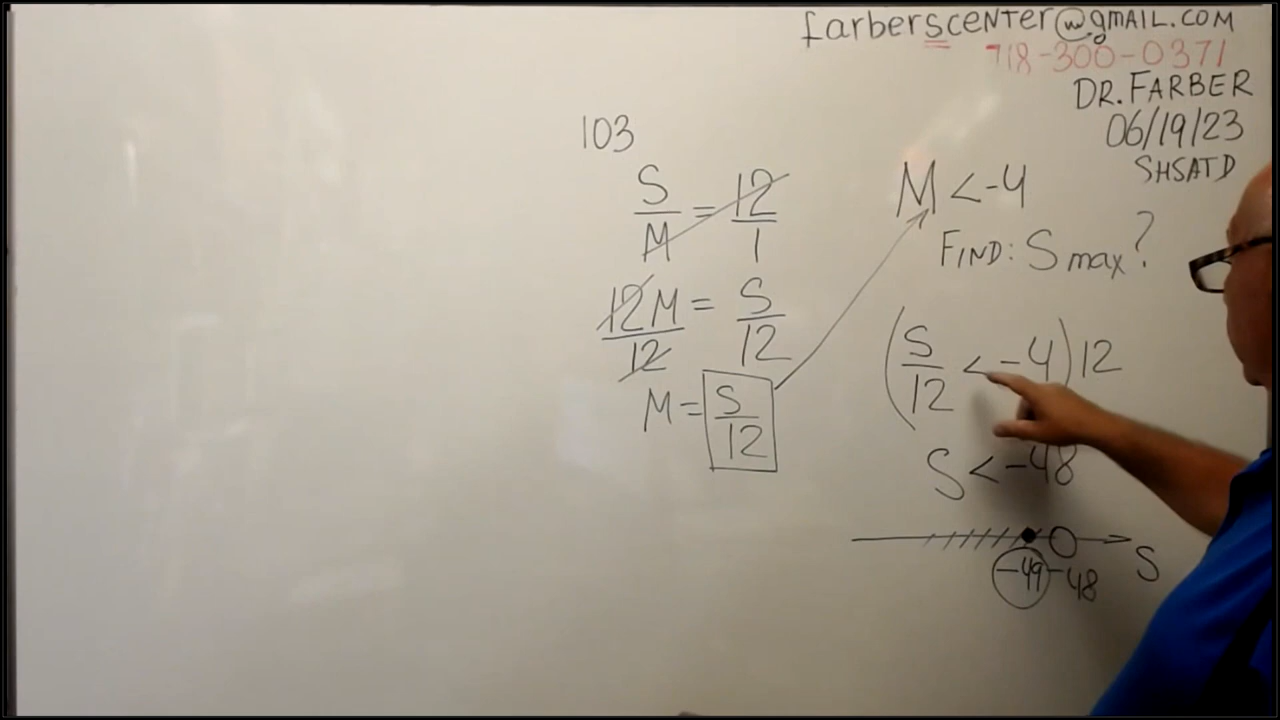 farberscenter@gmail.com
718-300-0371
DR. FARBER
06/19/23
SHSAT D
103
S/M = 12/1
12M/12 = S/12
M = S/12
M < -4
FIND: S max?
(S/12 < -4) 12
S < -48
-49 -48 S